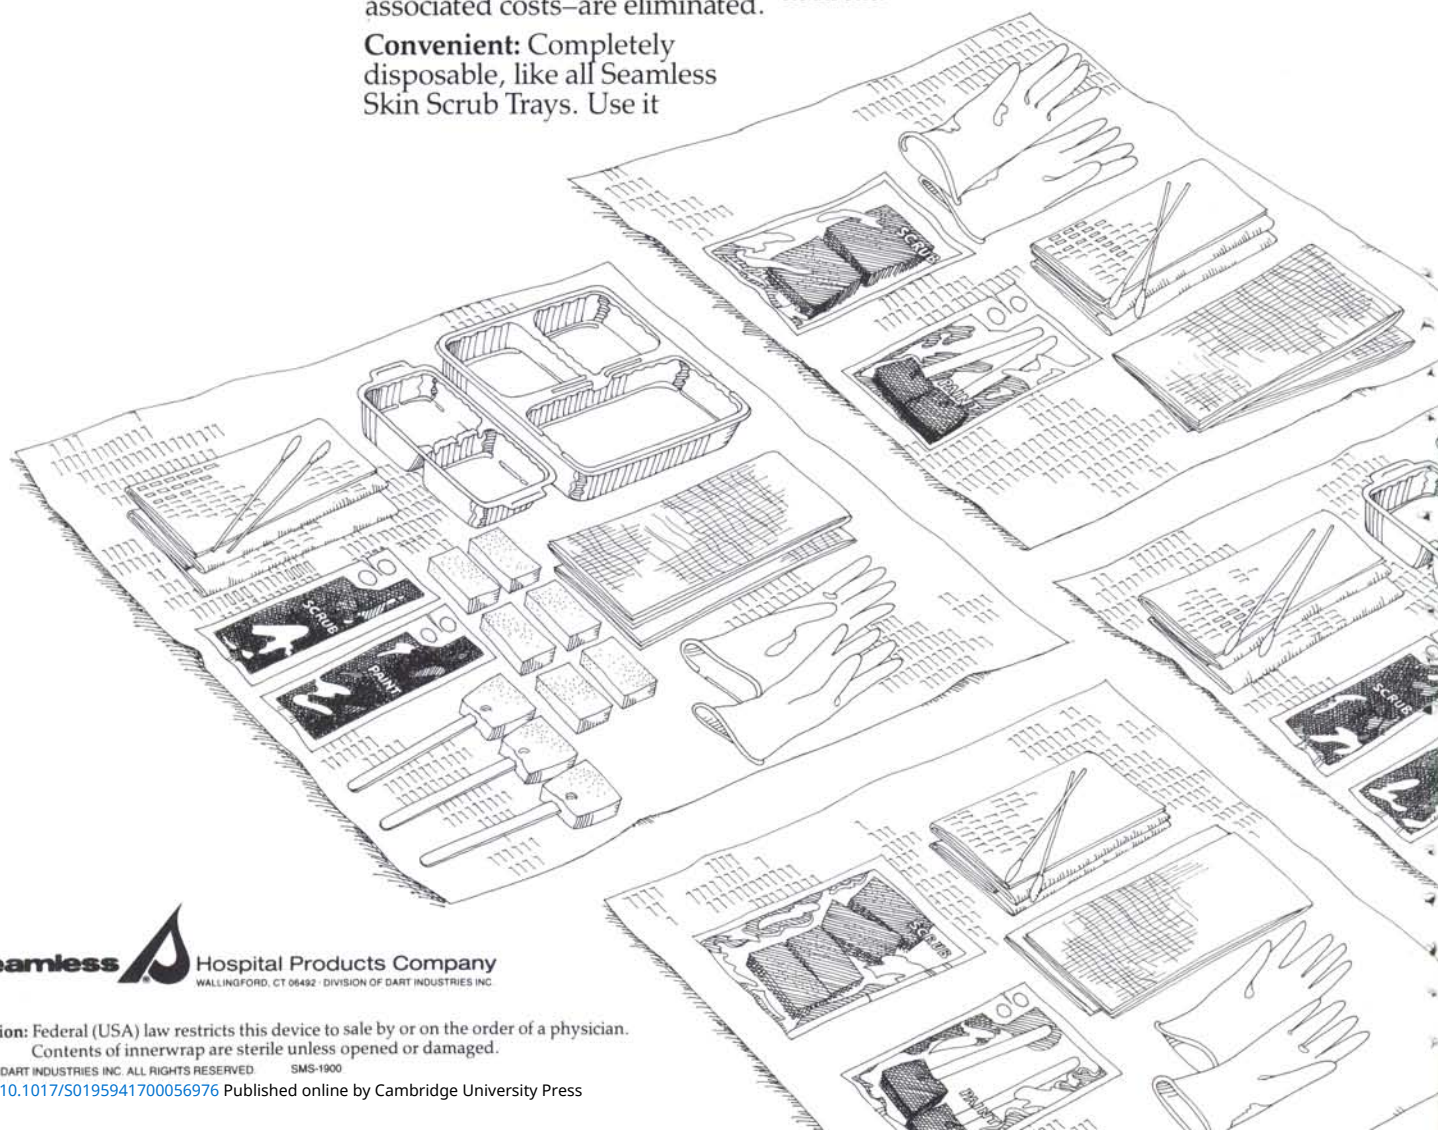 associated costs–are eliminated.
Convenient: Completely
disposable, like all Seamless
Skin Scrub Trays. Use it
SCRUB
SCRUB
PAINT
SCRUB
SCRUB
PAINT
eamless
Hospital Products Company
WALLINGFORD, CT 06492 · DIVISION OF DART INDUSTRIES INC.
ion: Federal (USA) law restricts this device to sale by or on the order of a physician.
Contents of innerwrap are sterile unless opened or damaged.
DART INDUSTRIES INC. ALL RIGHTS RESERVED. SMS-1900
10.1017/S0195941700056976 Published online by Cambridge University Press